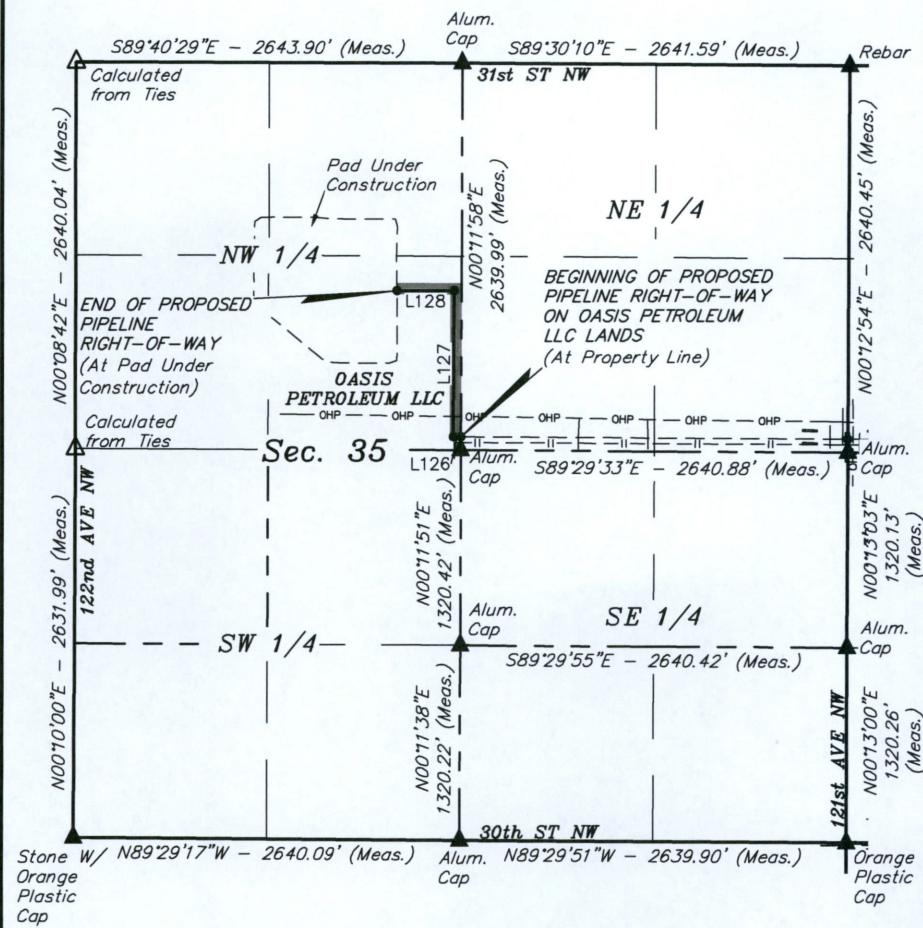 S89°40'29"E - 2643.90' (Meas.)
Alum.
Cap
S89°30'10"E - 2641.59' (Meas.)
Rebar
Calculated
from Ties
31st ST NW
N00°08'42"E - 2640.04' (Meas.)
Pad Under
Construction
N00°11'58"E
2639.99' (Meas.)
NE 1/4
N00°12'54"E - 2640.45' (Meas.)
NW 1/4
BEGINNING OF PROPOSED
PIPELINE RIGHT-OF-WAY
ON OASIS PETROLEUM
LLC LANDS
(At Property Line)
END OF PROPOSED
PIPELINE
RIGHT-OF-WAY
(At Pad Under
Construction)
L128
L127
OASIS
PETROLEUM LLC
OHP OHP OHP OHP OHP OHP OHP
Calculated
from Ties
Sec. 35
L126
Alum.
Cap
S89°29'33"E - 2640.88' (Meas.)
Alum.
Cap
122nd AVE NW
N00°10'00"E - 2631.99' (Meas.)
N00°11'51"E
1320.42' (Meas.)
N00°13'03"E
1320.13'
(Meas.)
SW 1/4
Alum.
Cap
SE 1/4
Alum.
Cap
S89°29'55"E - 2640.42' (Meas.)
N00°11'38"E
1320.22' (Meas.)
121st AVE NW
N00°13'00"E
1320.26'
(Meas.)
30th ST NW
Stone W/
Orange
Plastic
Cap
N89°29'17"W - 2640.09' (Meas.)
Alum.
Cap
N89°29'51"W - 2639.90' (Meas.)
Orange
Plastic
Cap